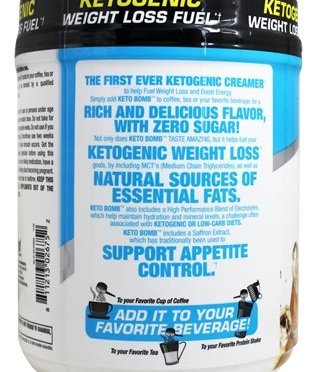 KETOGENIC
WEIGHT LOSS FUEL
THE FIRST EVER KETOGENIC CREAMER™
to help Fuel Weight Loss and Boost Energy
Simply add KETO BOMB™ to coffee, tea or your favorite beverage, for a
RICH AND DELICIOUS FLAVOR,
WITH ZERO SUGAR!
Not only does KETO BOMB™ TASTE AMAZING, but it helps fuel your
KETOGENIC WEIGHT LOSS
goals, by including MCT's (Medium Chain Triglycerides) as well as
NATURAL SOURCES OF
ESSENTIAL FATS.
KETO BOMB™ also includes a High Performance Blend of Electrolytes,
which help maintain hydration and mineral levels, a challenge often
associated with KETOGENIC OR LOW-CARB DIETS.
KETO BOMB™ includes a Saffron Extract,
which has traditionally been used to
SUPPORT APPETITE
CONTROL.
to your Favorite Cup of Coffee
ADD IT TO YOUR
FAVORITE BEVERAGE!
to your Favorite Tea
to your Favorite Protein Shake